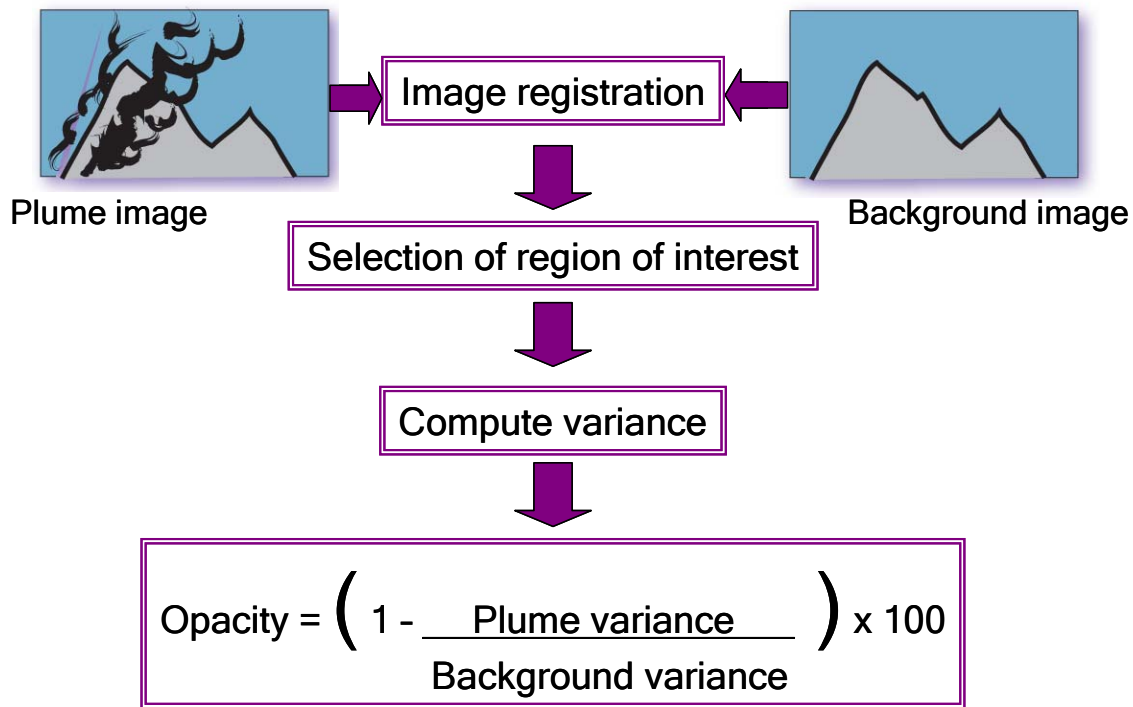 Image registration
Plume image
Background image
Selection of region of interest
Compute variance
Opacity = ( 1 - Plume variance ) x 100
Background variance